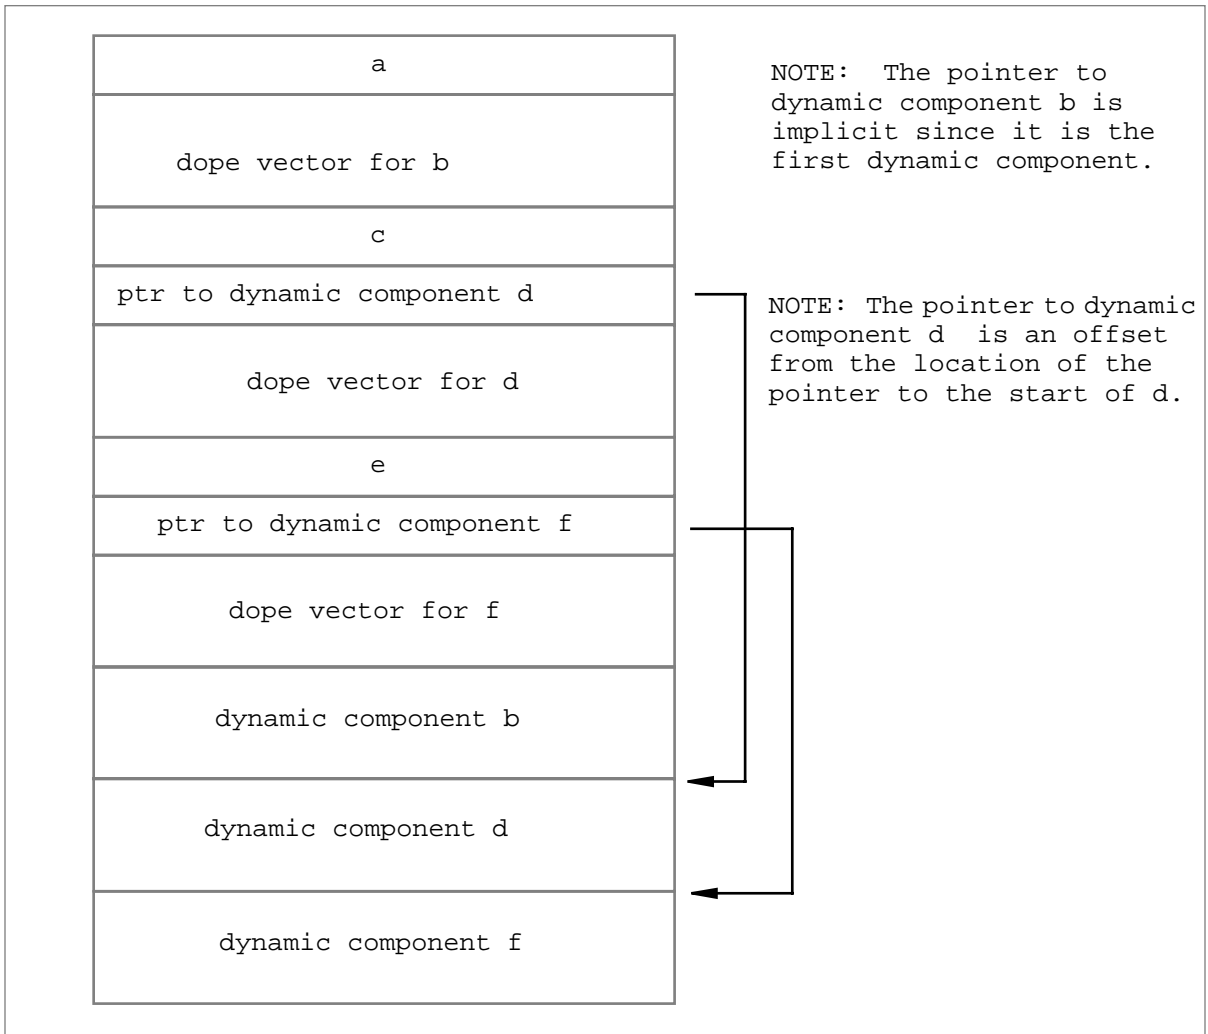 a
NOTE: The pointer to
dynamic component b is
implicit since it is the
first dynamic component.
dope vector for b
c
ptr to dynamic component d
NOTE: The pointer to dynamic
component d is an offset
from the location of the
pointer to the start of d.
dope vector for d
e
ptr to dynamic component f
dope vector for f
dynamic component b
dynamic component d
dynamic component f